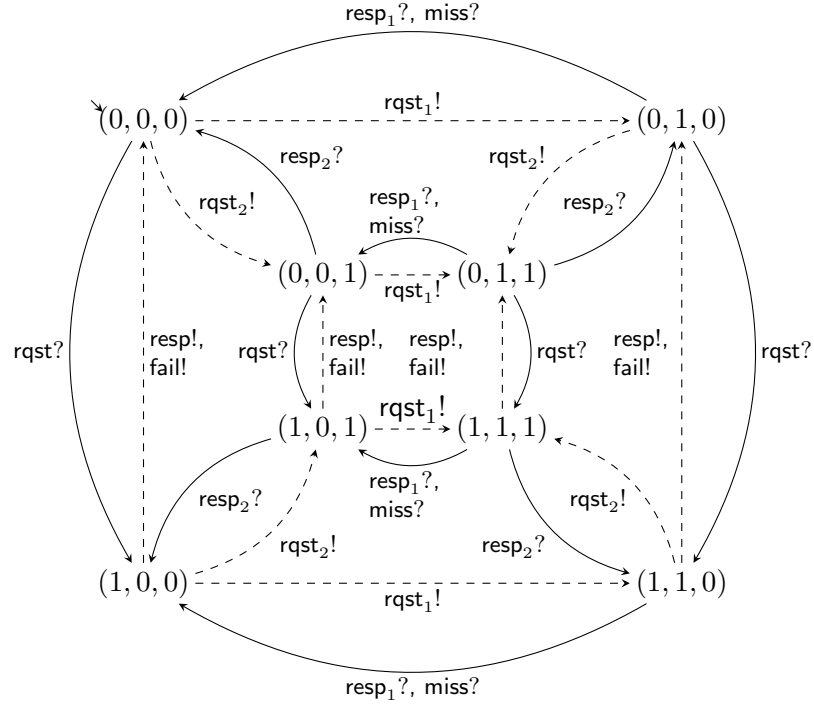 resp₁?, miss?
(0, 0, 0)
rqst₁!
(0, 1, 0)
resp₂?
rqst₂!
rqst₂!
resp₂?
resp₁?,
miss?
(0, 0, 1)
rqst₁!
(0, 1, 1)
rqst?
resp!,
fail!
rqst?
resp!,
fail!
resp!,
fail!
rqst?
resp!,
fail!
rqst?
(1, 0, 1)
rqst₁!
(1, 1, 1)
resp₁?,
miss?
resp₂?
rqst₂!
rqst₂!
resp₂?
(1, 0, 0)
rqst₁!
(1, 1, 0)
resp₁?, miss?